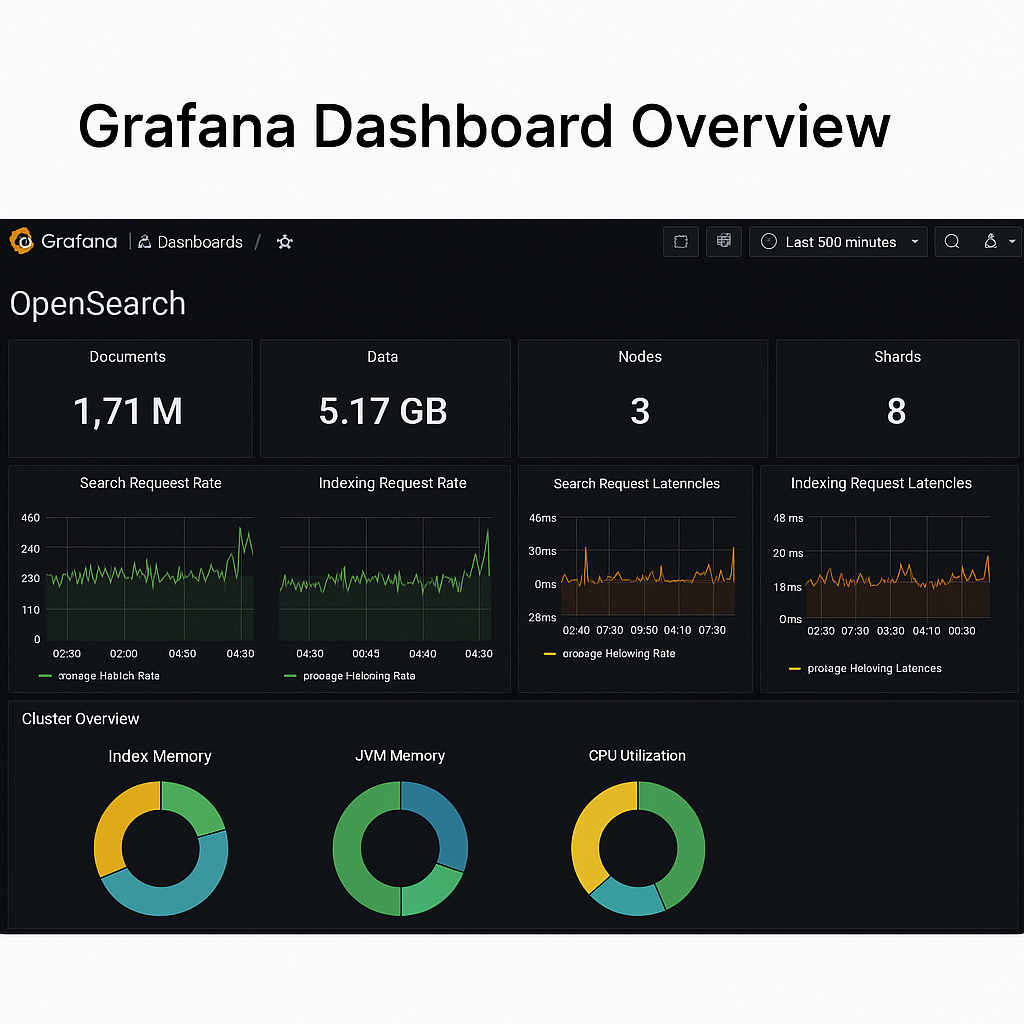 Grafana Dashboard Overview
Grafana | Dasnboards /
Last 500 minutes
OpenSearch
Documents
1,71 M
Data
5.17 GB
Nodes
3
Shards
8
Search Requeest Rate
460
240
230
110
0
02:30 02:00 04:50 04:30
oronage Habich Rata
Indexing Request Rate
04:30 00:45 04:40 04:30
prooage Heloning Rata
Search Request Latenncles
46ms
30ms
0ms
28ms
02:40 07:30 09:50 04:10 07:30
orooage Helowing Rate
Indexing Request Latencles
48 ms
20 ms
18 ms
0ms
02:30 07:30 03:30 04:10 00:30
protage Heloving Latences
Cluster Overview
Index Memory
JVM Memory
CPU Utilization